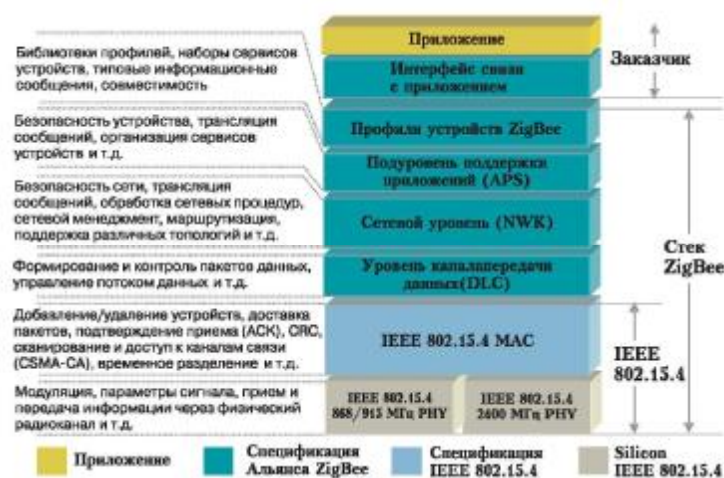 Библиотеки профилей, наборы сервисов
устройств, типовые информационные
сообщения, совместимость
Безопасность устройства, трансляция
сообщений, организация сервисов
устройств и т.д.
Безопасность сети, трансляция
сообщений, обработка сетевых процедур,
сетевой менеджмент, маршрутизация,
поддержка различных топологий и т.д.
Формирование и контроль пакетов данных,
управление потоком данных и т.д.
Добавление/удаление устройств, доставка
пакетов, подтверждение приема (ACK), CRC,
сканирование и доступ к каналам связи
(CSMA-CA), временное разделение и т.д.
Модуляция, параметры сигнала, прием и
передача информации через физический
радиоканал и т.д.
Приложение
Интерфейс связи
с приложением
Профили устройств ZigBee
Подуровень поддержки
приложений (APS)
Сетевой уровень (NWK)
Уровень каналапередачи
данных(DLC)
IEEE 802.15.4 MAC
IEEE 802.15.4
868/915 МГц PHY
IEEE 802.15.4
2400 МГц PHY
Заказчик
Стек
ZigBee
IEEE
802.15.4
Приложение
Спецификация
Альянса ZigBee
Спецификация
IEEE 802.15.4
Silicon
IEEE 802.15.4